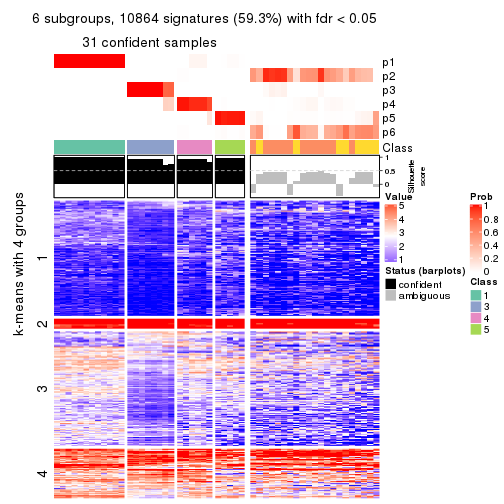 6 subgroups, 10864 signatures (59.3%) with fdr < 0.05
31 confident samples
p1
p2
p3
p4
p5
p6
Class
1
0.5
0
Silhouette
score
k-means with 4 groups
1
2
3
4
Value
5
4
3
2
1
Status (barplots)
confident
ambiguous
Prob
1
0.8
0.6
0.4
0.2
0
Class
1
3
4
5